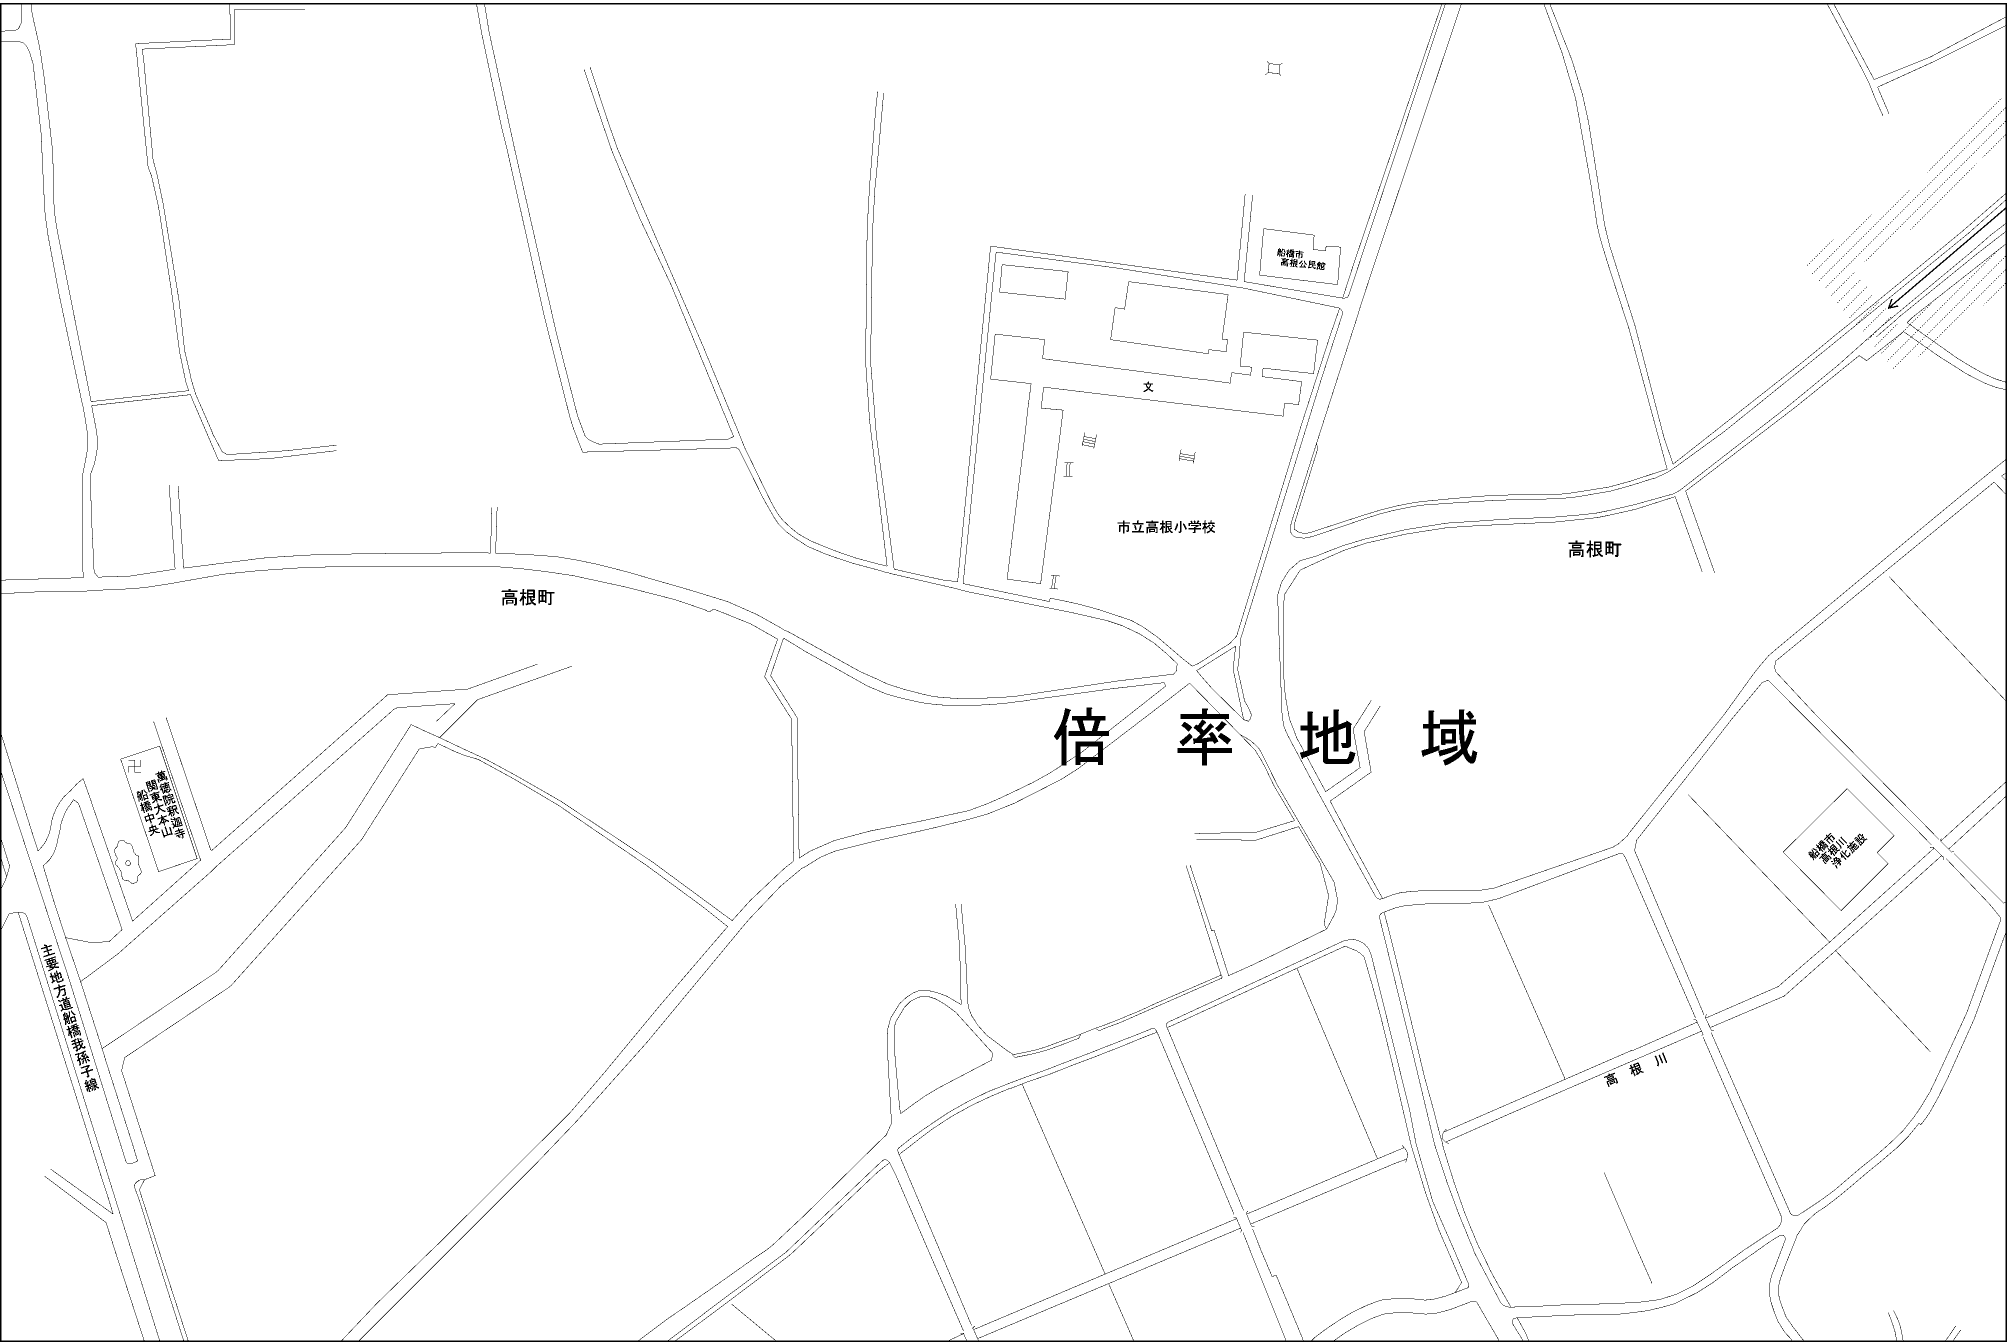 船橋市
高根公民館
文
市立高根小学校
高根町
高根町
倍率地域
萬徳院釈迦寺
関東大本山
船橋中央
船橋市
高根川
浄化施設
主要地方道船橋我孫子線
高根川